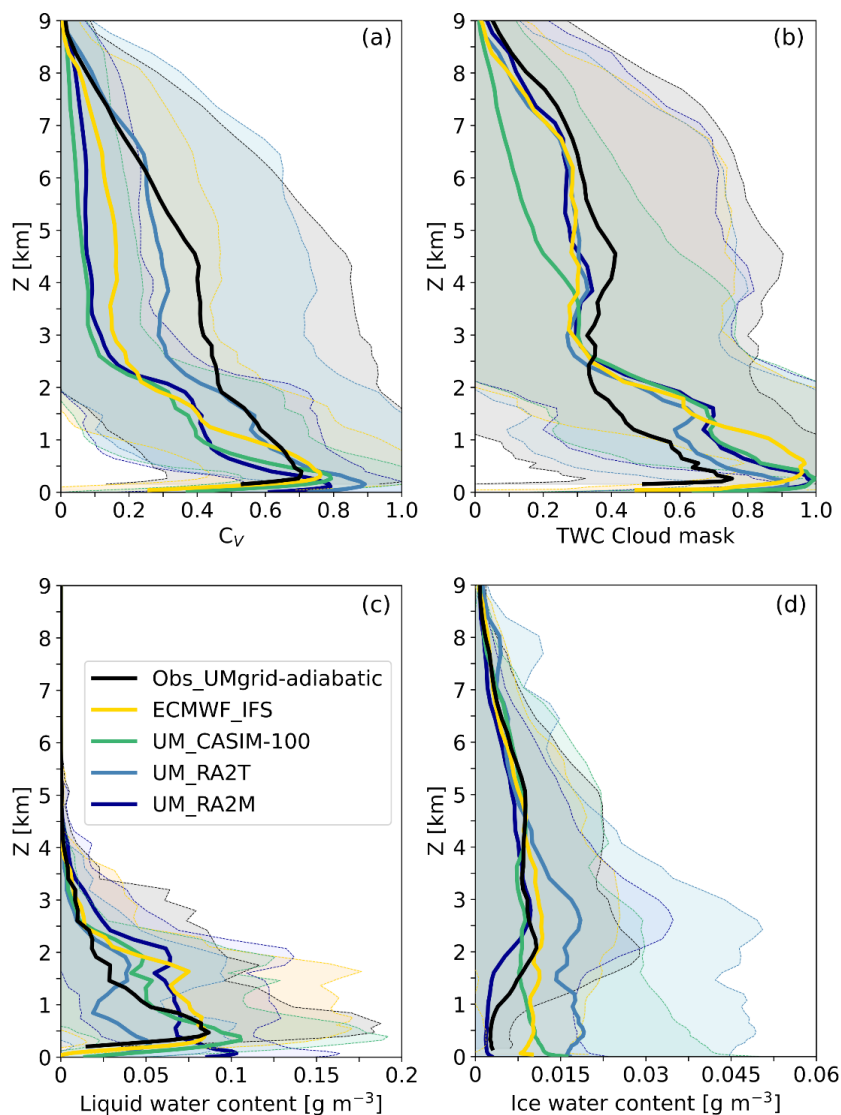 (a)
9
8
7
6
5
4
3
2
1
0
Z [km]
0 0.2 0.4 0.6 0.8 1.0
C_V
(b)
9
8
7
6
5
4
3
2
1
0
Z [km]
0 0.2 0.4 0.6 0.8 1.0
TWC Cloud mask
(c)
9
8
7
6
5
4
3
2
1
0
Z [km]
Obs_UMgrid-adiabatic
ECMWF_IFS
UM_CASIM-100
UM_RA2T
UM_RA2M
0 0.05 0.1 0.15 0.2
Liquid water content [g m⁻³]
(d)
9
8
7
6
5
4
3
2
1
0
Z [km]
0 0.015 0.03 0.045 0.06
Ice water content [g m⁻³]